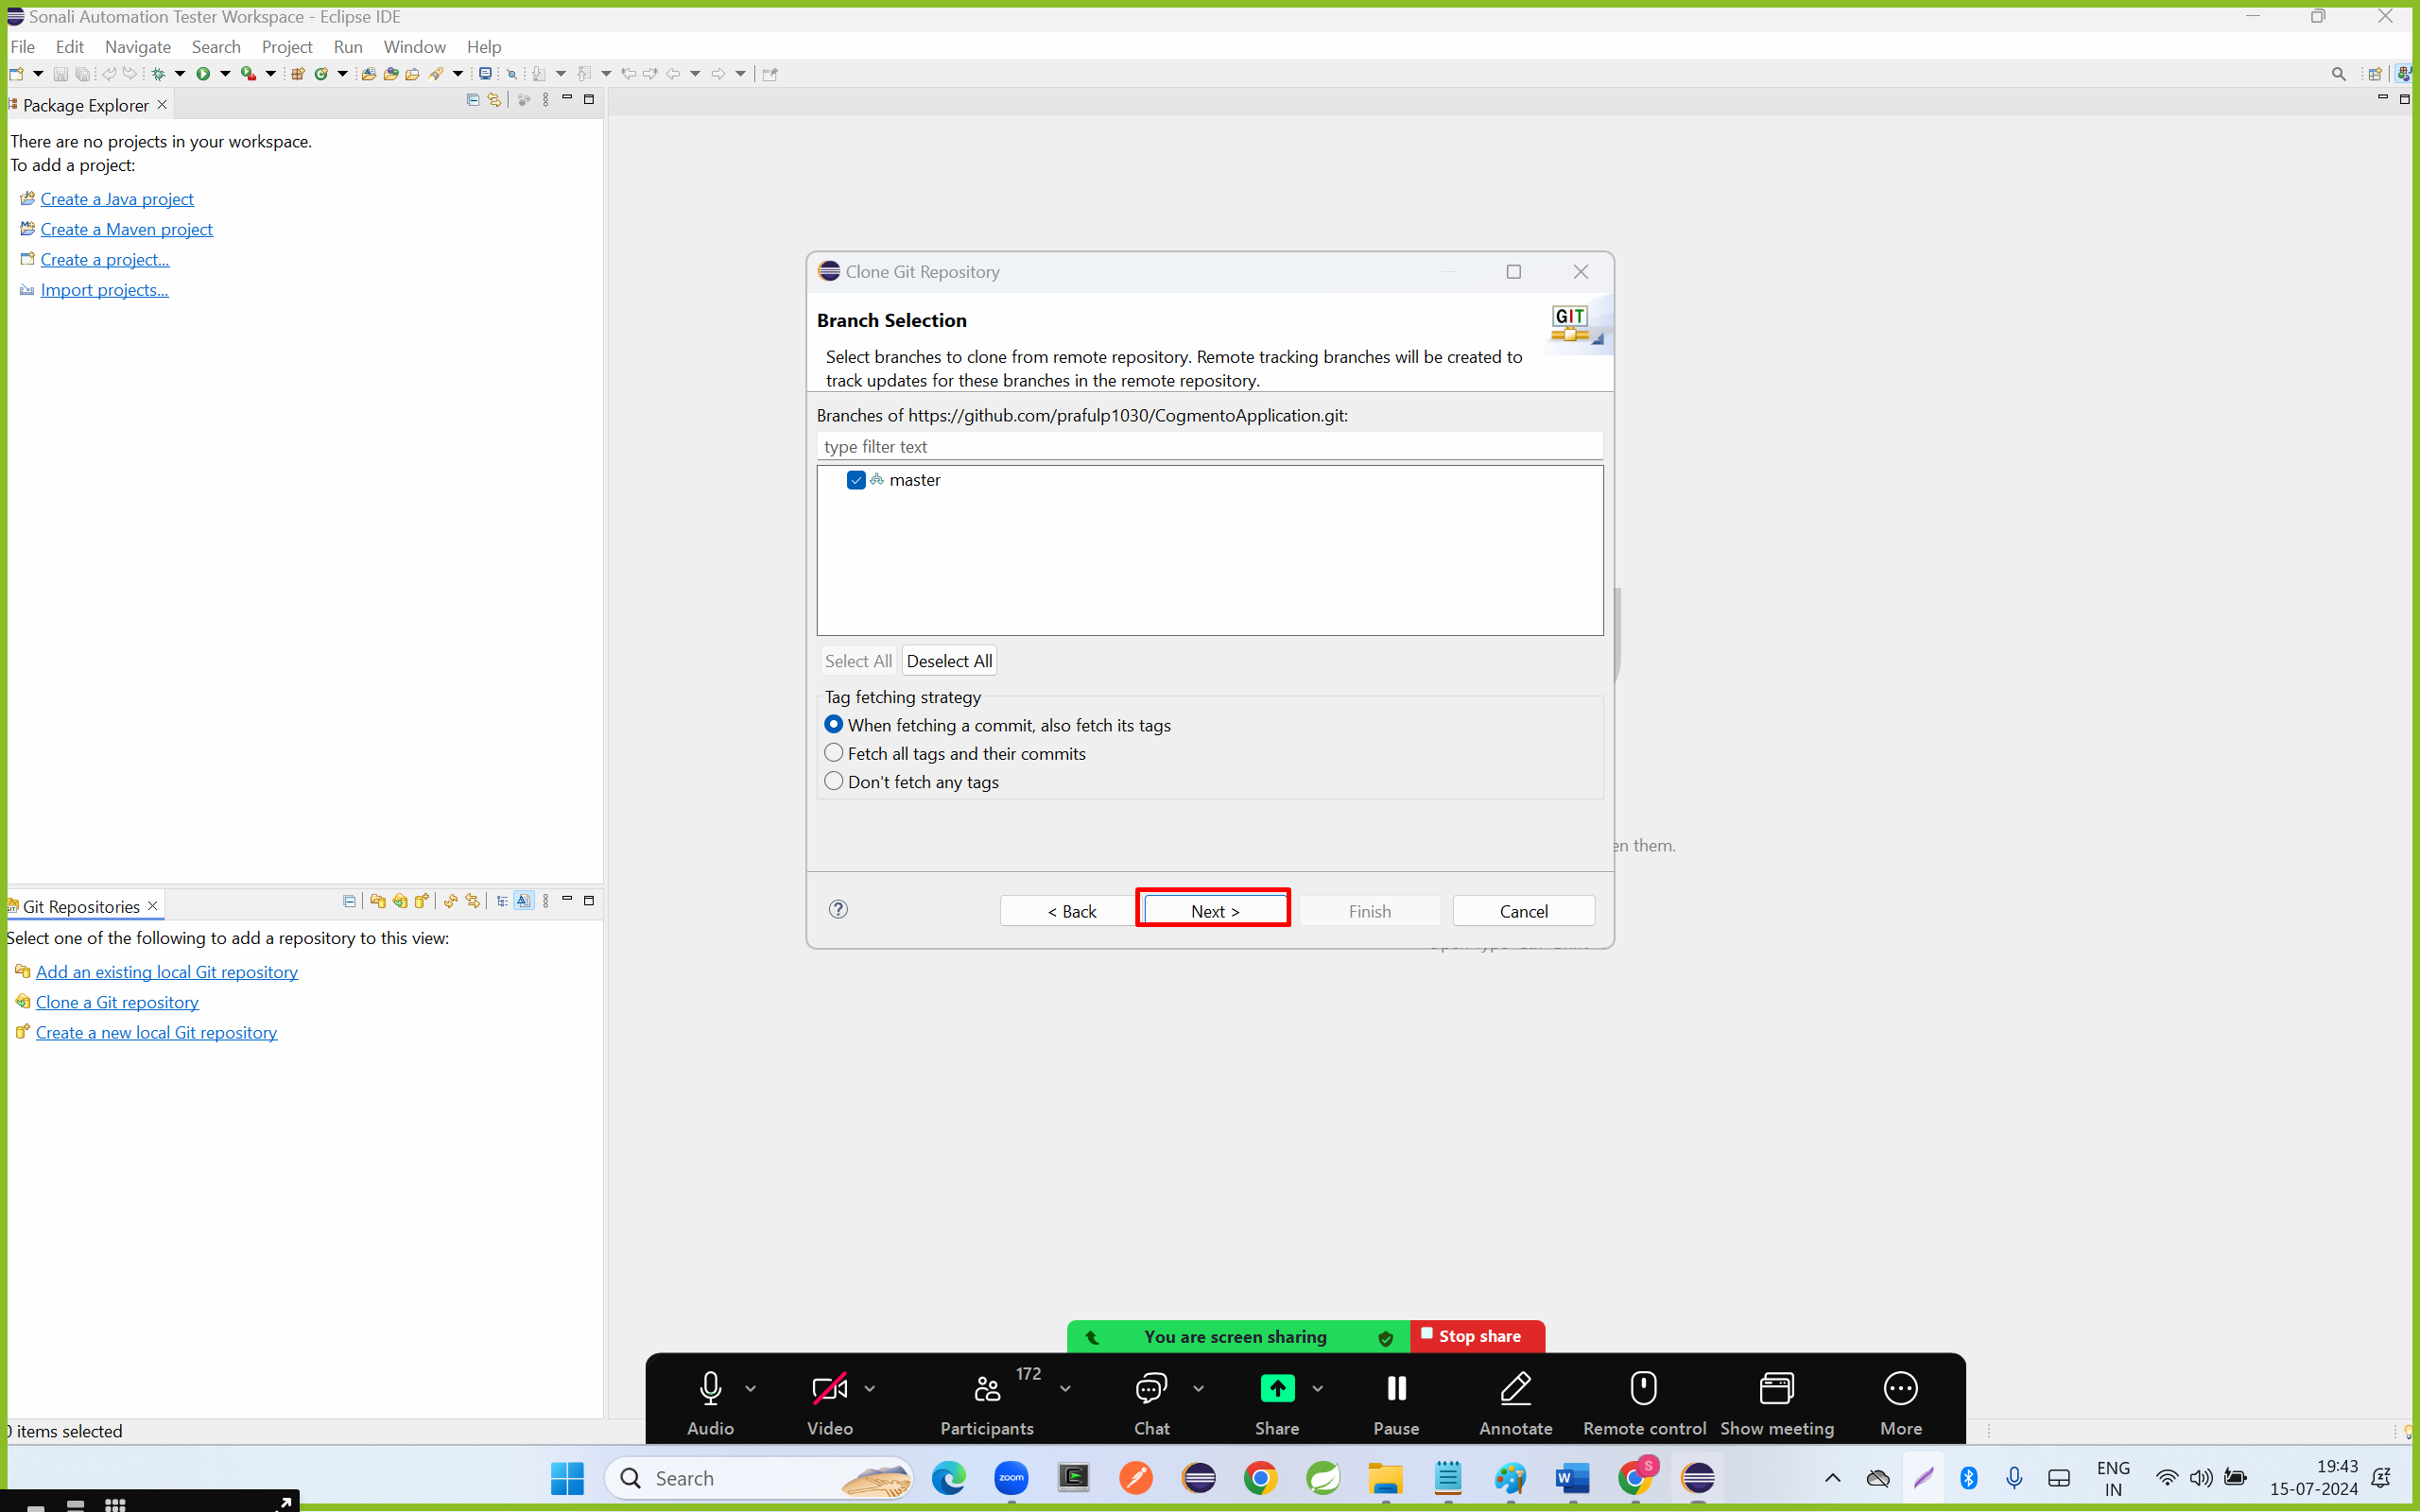 Sonali Automation Tester Workspace - Eclipse IDE
File Edit Navigate Search Project Run Window Help
Package Explorer
There are no projects in your workspace.
To add a project:
Create a Java project
Create a Maven project
Create a project...
Import projects...
Clone Git Repository
Branch Selection
GIT
Select branches to clone from remote repository. Remote tracking branches will be created to
track updates for these branches in the remote repository.
Branches of https://github.com/prafulp1030/CogmentoApplication.git:
type filter text
master
Select All Deselect All
Tag fetching strategy
When fetching a commit, also fetch its tags
Fetch all tags and their commits
Don't fetch any tags
en them.
< Back Next > Finish Cancel
Git Repositories
Select one of the following to add a repository to this view:
Add an existing local Git repository
Clone a Git repository
Create a new local Git repository
You are screen sharing Stop share
172
Audio Video Participants Chat Share Pause Annotate Remote control Show meeting More
items selected
Search
zoom
S
ENG
IN
19:43
15-07-2024